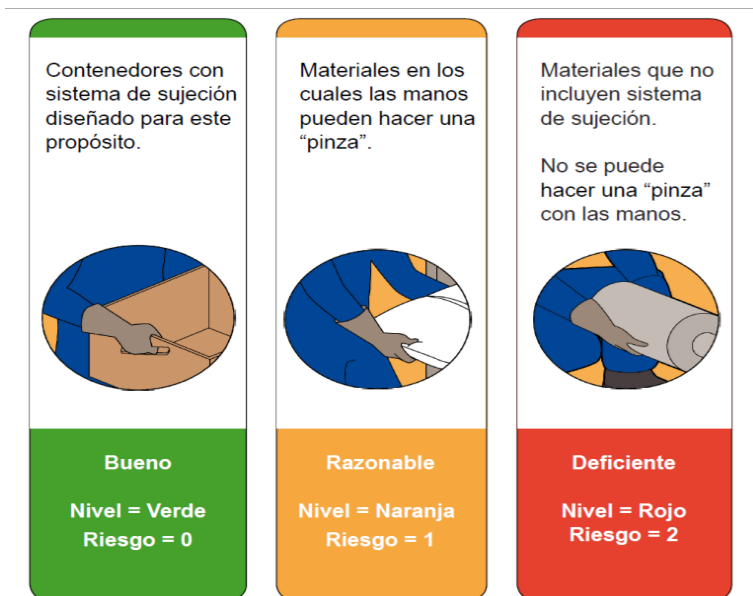 Contenedores con
sistema de sujeción
diseñado para este
propósito.
Bueno
Nivel = Verde
Riesgo = 0
Materiales en los
cuales las manos
pueden hacer una
“pinza”.
Razonable
Nivel = Naranja
Riesgo = 1
Materiales que no
incluyen sistema
de sujeción.
No se puede
hacer una “pinza”
con las manos.
Deficiente
Nivel = Rojo
Riesgo = 2